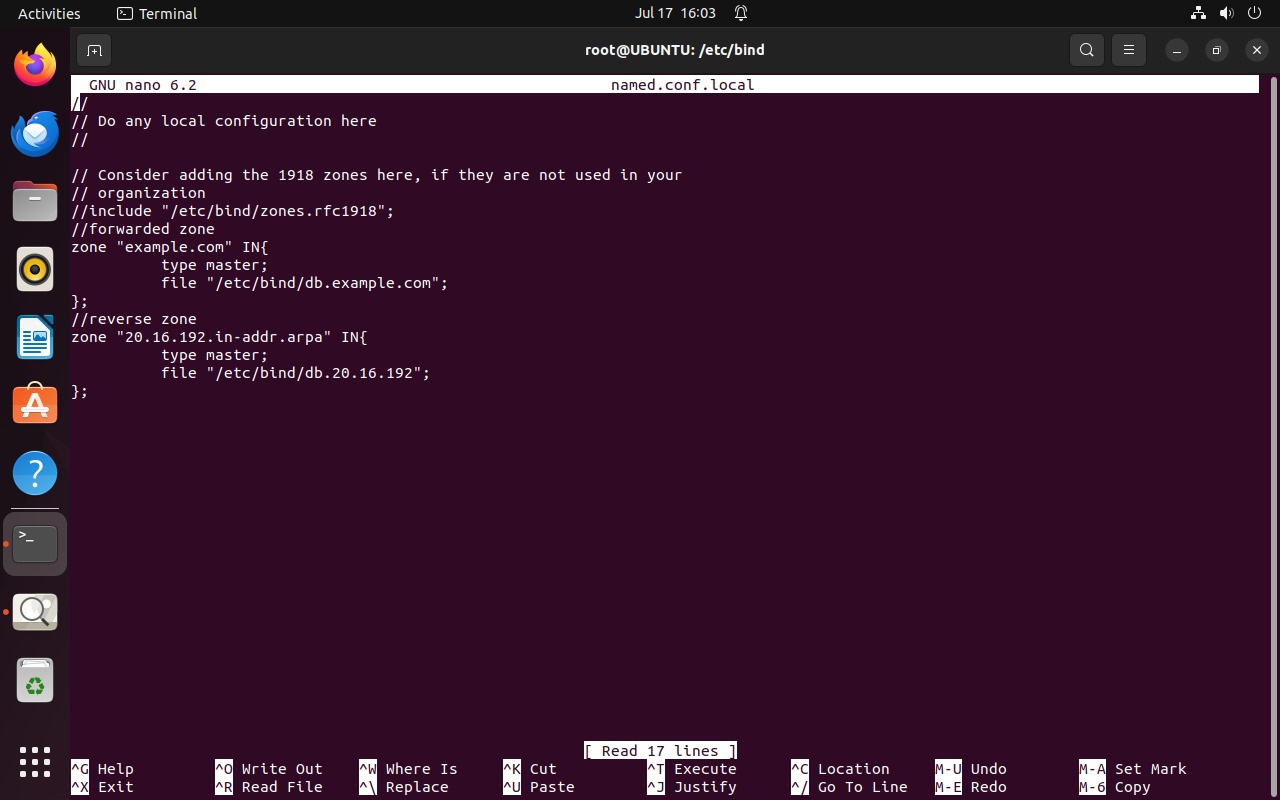 Activities Terminal Jul 17 16:03
root@UBUNTU: /etc/bind
GNU nano 6.2 named.conf.local
//
// Do any local configuration here
//
// Consider adding the 1918 zones here, if they are not used in your
// organization
//include "/etc/bind/zones.rfc1918";
//forwarded zone
zone "example.com" IN{
type master;
file "/etc/bind/db.example.com";
};
//reverse zone
zone "20.16.192.in-addr.arpa" IN{
type master;
file "/etc/bind/db.20.16.192";
};
[ Read 17 lines ]
^G Help ^O Write Out ^W Where Is ^K Cut ^T Execute ^C Location M-U Undo M-A Set Mark
^X Exit ^R Read File ^\ Replace ^U Paste ^J Justify ^/ Go To Line M-E Redo M-6 Copy